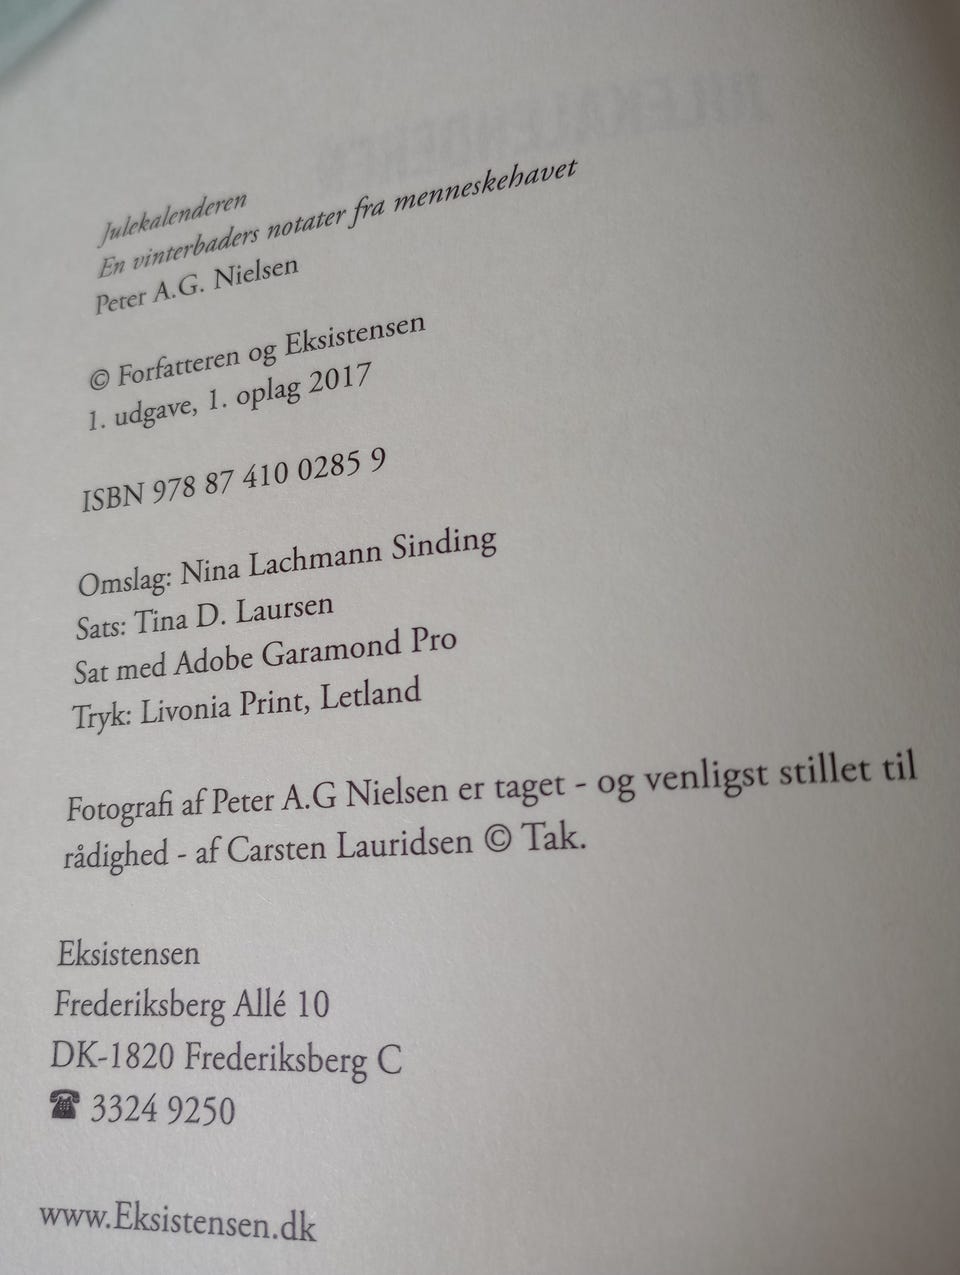 Julekalenderen
En vinterbaders notater fra menneskehavet
Peter A.G. Nielsen
© Forfatteren og Eksistensen
1. udgave, 1. oplag 2017
ISBN 978 87 410 0285 9
Omslag: Nina Lachmann Sinding
Sats: Tina D. Laursen
Sat med Adobe Garamond Pro
Tryk: Livonia Print, Letland
Fotografi af Peter A.G Nielsen er taget - og venligst stillet til
rådighed - af Carsten Lauridsen © Tak.
Eksistensen
Frederiksberg Allé 10
DK-1820 Frederiksberg C
☎ 3324 9250
www.Eksistensen.dk